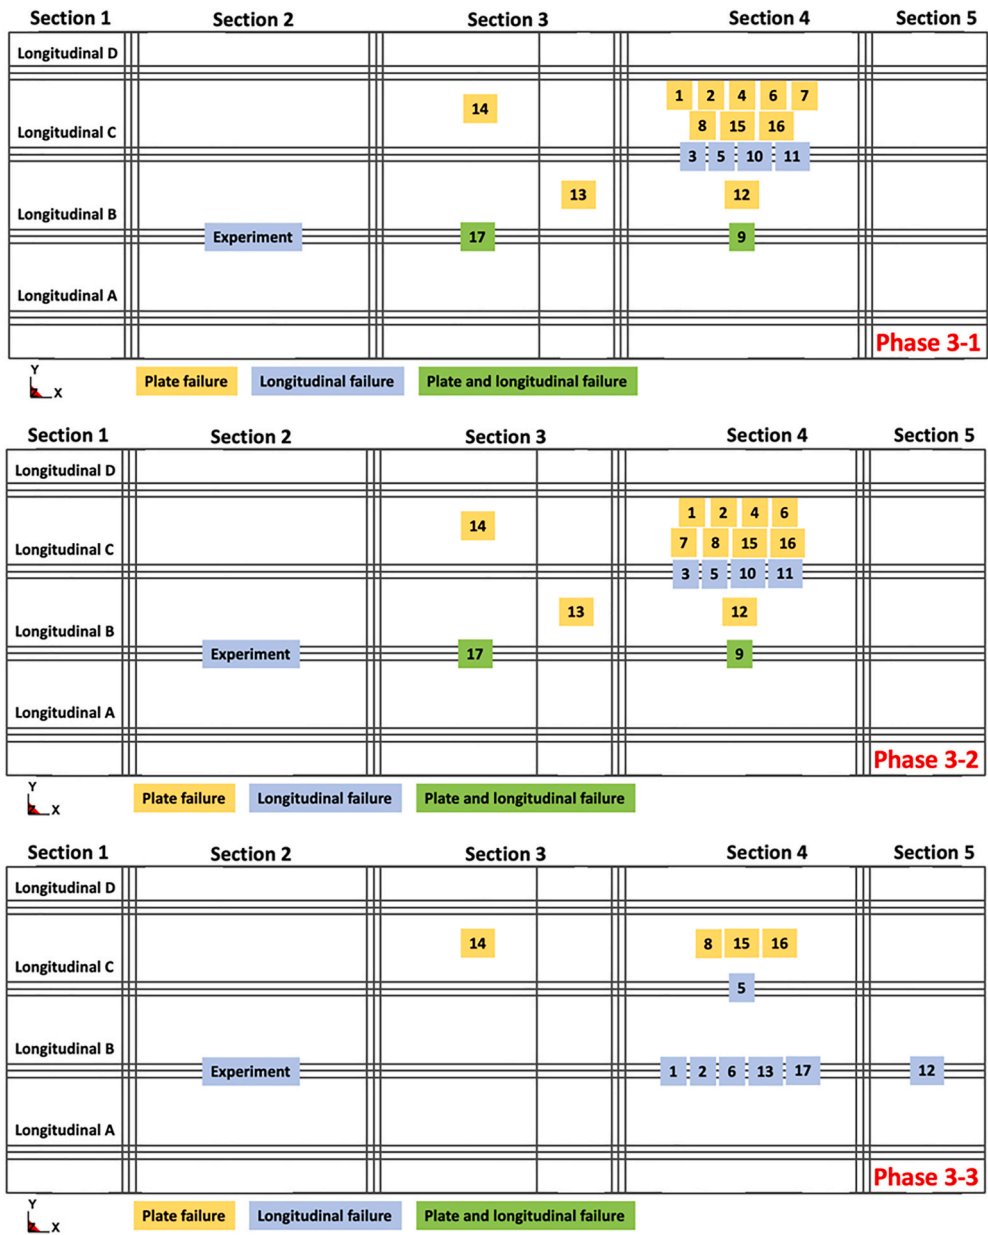 Section 1 Section 2 Section 3 Section 4 Section 5
Longitudinal D
1 2 4 6 7
14
8 15 16
Longitudinal C
3 5 10 11
13 12
Longitudinal B
Experiment 17 9
Longitudinal A
Phase 3-1
Y
Z X
Plate failure Longitudinal failure Plate and longitudinal failure
Section 1 Section 2 Section 3 Section 4 Section 5
Longitudinal D
1 2 4 6
14
7 8 15 16
Longitudinal C
3 5 10 11
13 12
Longitudinal B
Experiment 17 9
Longitudinal A
Phase 3-2
Y
Z X
Plate failure Longitudinal failure Plate and longitudinal failure
Section 1 Section 2 Section 3 Section 4 Section 5
Longitudinal D
14 8 15 16
Longitudinal C
5
Longitudinal B
Experiment 1 2 6 13 17 12
Longitudinal A
Phase 3-3
Y
Z X
Plate failure Longitudinal failure Plate and longitudinal failure